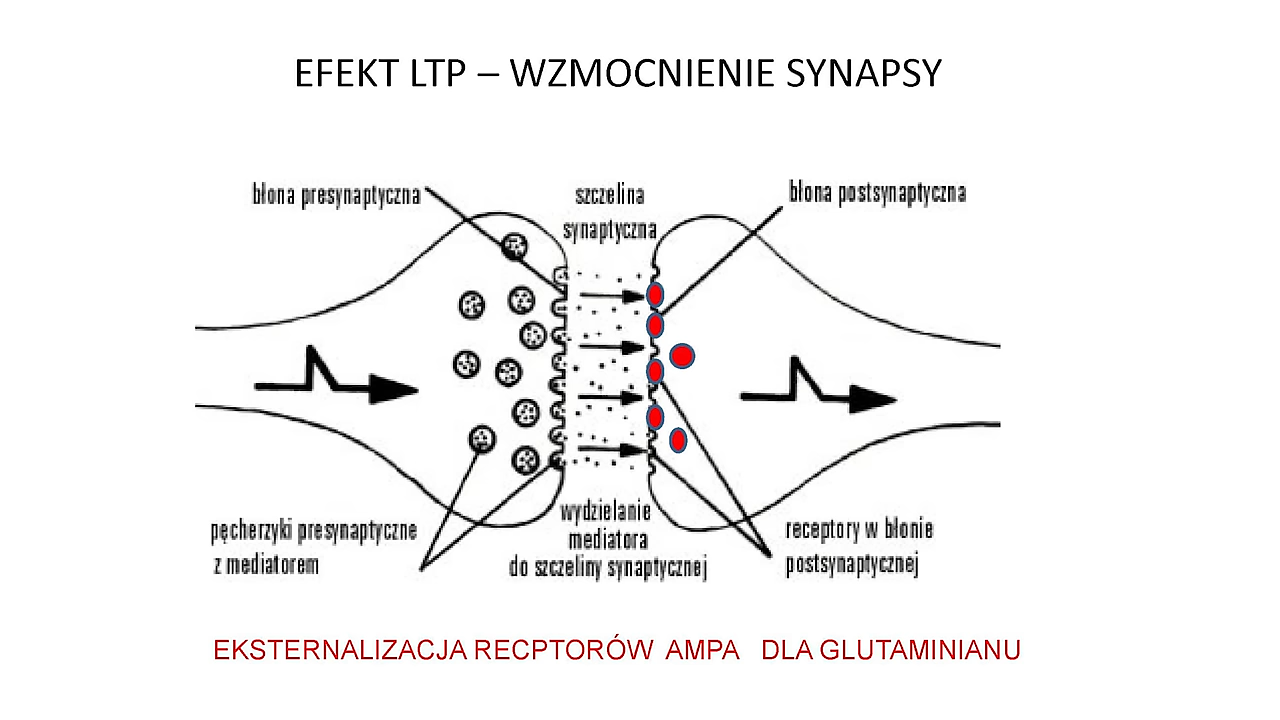 EFEKT LTP – WZMOCNIENIE SYNAPSY
błona presynaptyczna
szczelina
synaptyczna
błona postsynaptyczna
pęcherzyki presynaptyczne
z mediatorem
wydzielanie
mediatora
do szczeliny synaptycznej
receptory w błonie
postsynaptycznej
EKSTERNALIZACJA RECPTORÓW AMPA DLA GLUTAMINIANU